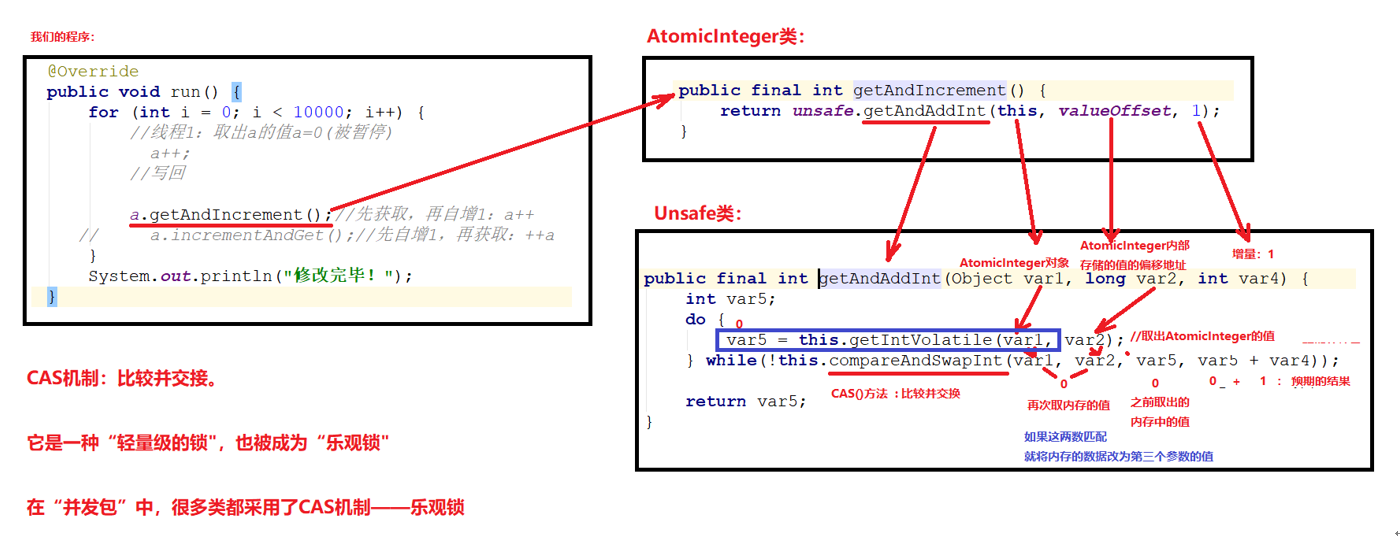 我们的程序：
@Override
public void run() {
for (int i = 0; i < 10000; i++) {
//线程1：取出a的值a=0(被暂停)
a++;
//写回
a.getAndIncrement();//先获取，再自增1：a++
// a.incrementAndGet();//先自增1，再获取：++a
}
System.out.println("修改完毕！");
}
CAS机制：比较并交接。
它是一种“轻量级的锁"，也被成为“乐观锁"
在“并发包”中，很多类都采用了CAS机制——乐观锁
AtomicInteger类：
public final int getAndIncrement() {
return unsafe.getAndAddInt(this, valueOffset, 1);
}
Unsafe类：
AtomicInteger对象
AtomicInteger内部
存储的值的偏移地址
增量：1
public final int getAndAddInt(Object var1, long var2, int var4) {
int var5;
do {
0
var5 = this.getIntVolatile(var1, var2);
//取出AtomicInteger的值
} while(!this.compareAndSwapInt(var1, var2, var5, var5 + var4));
CAS()方法 ：比较并交换
0
再次取内存的值
0
之前取出的
内存中的值
0 + 1 ： 预期的结果
如果这两数匹配
就将内存的数据改为第三个参数的值
return var5;
}